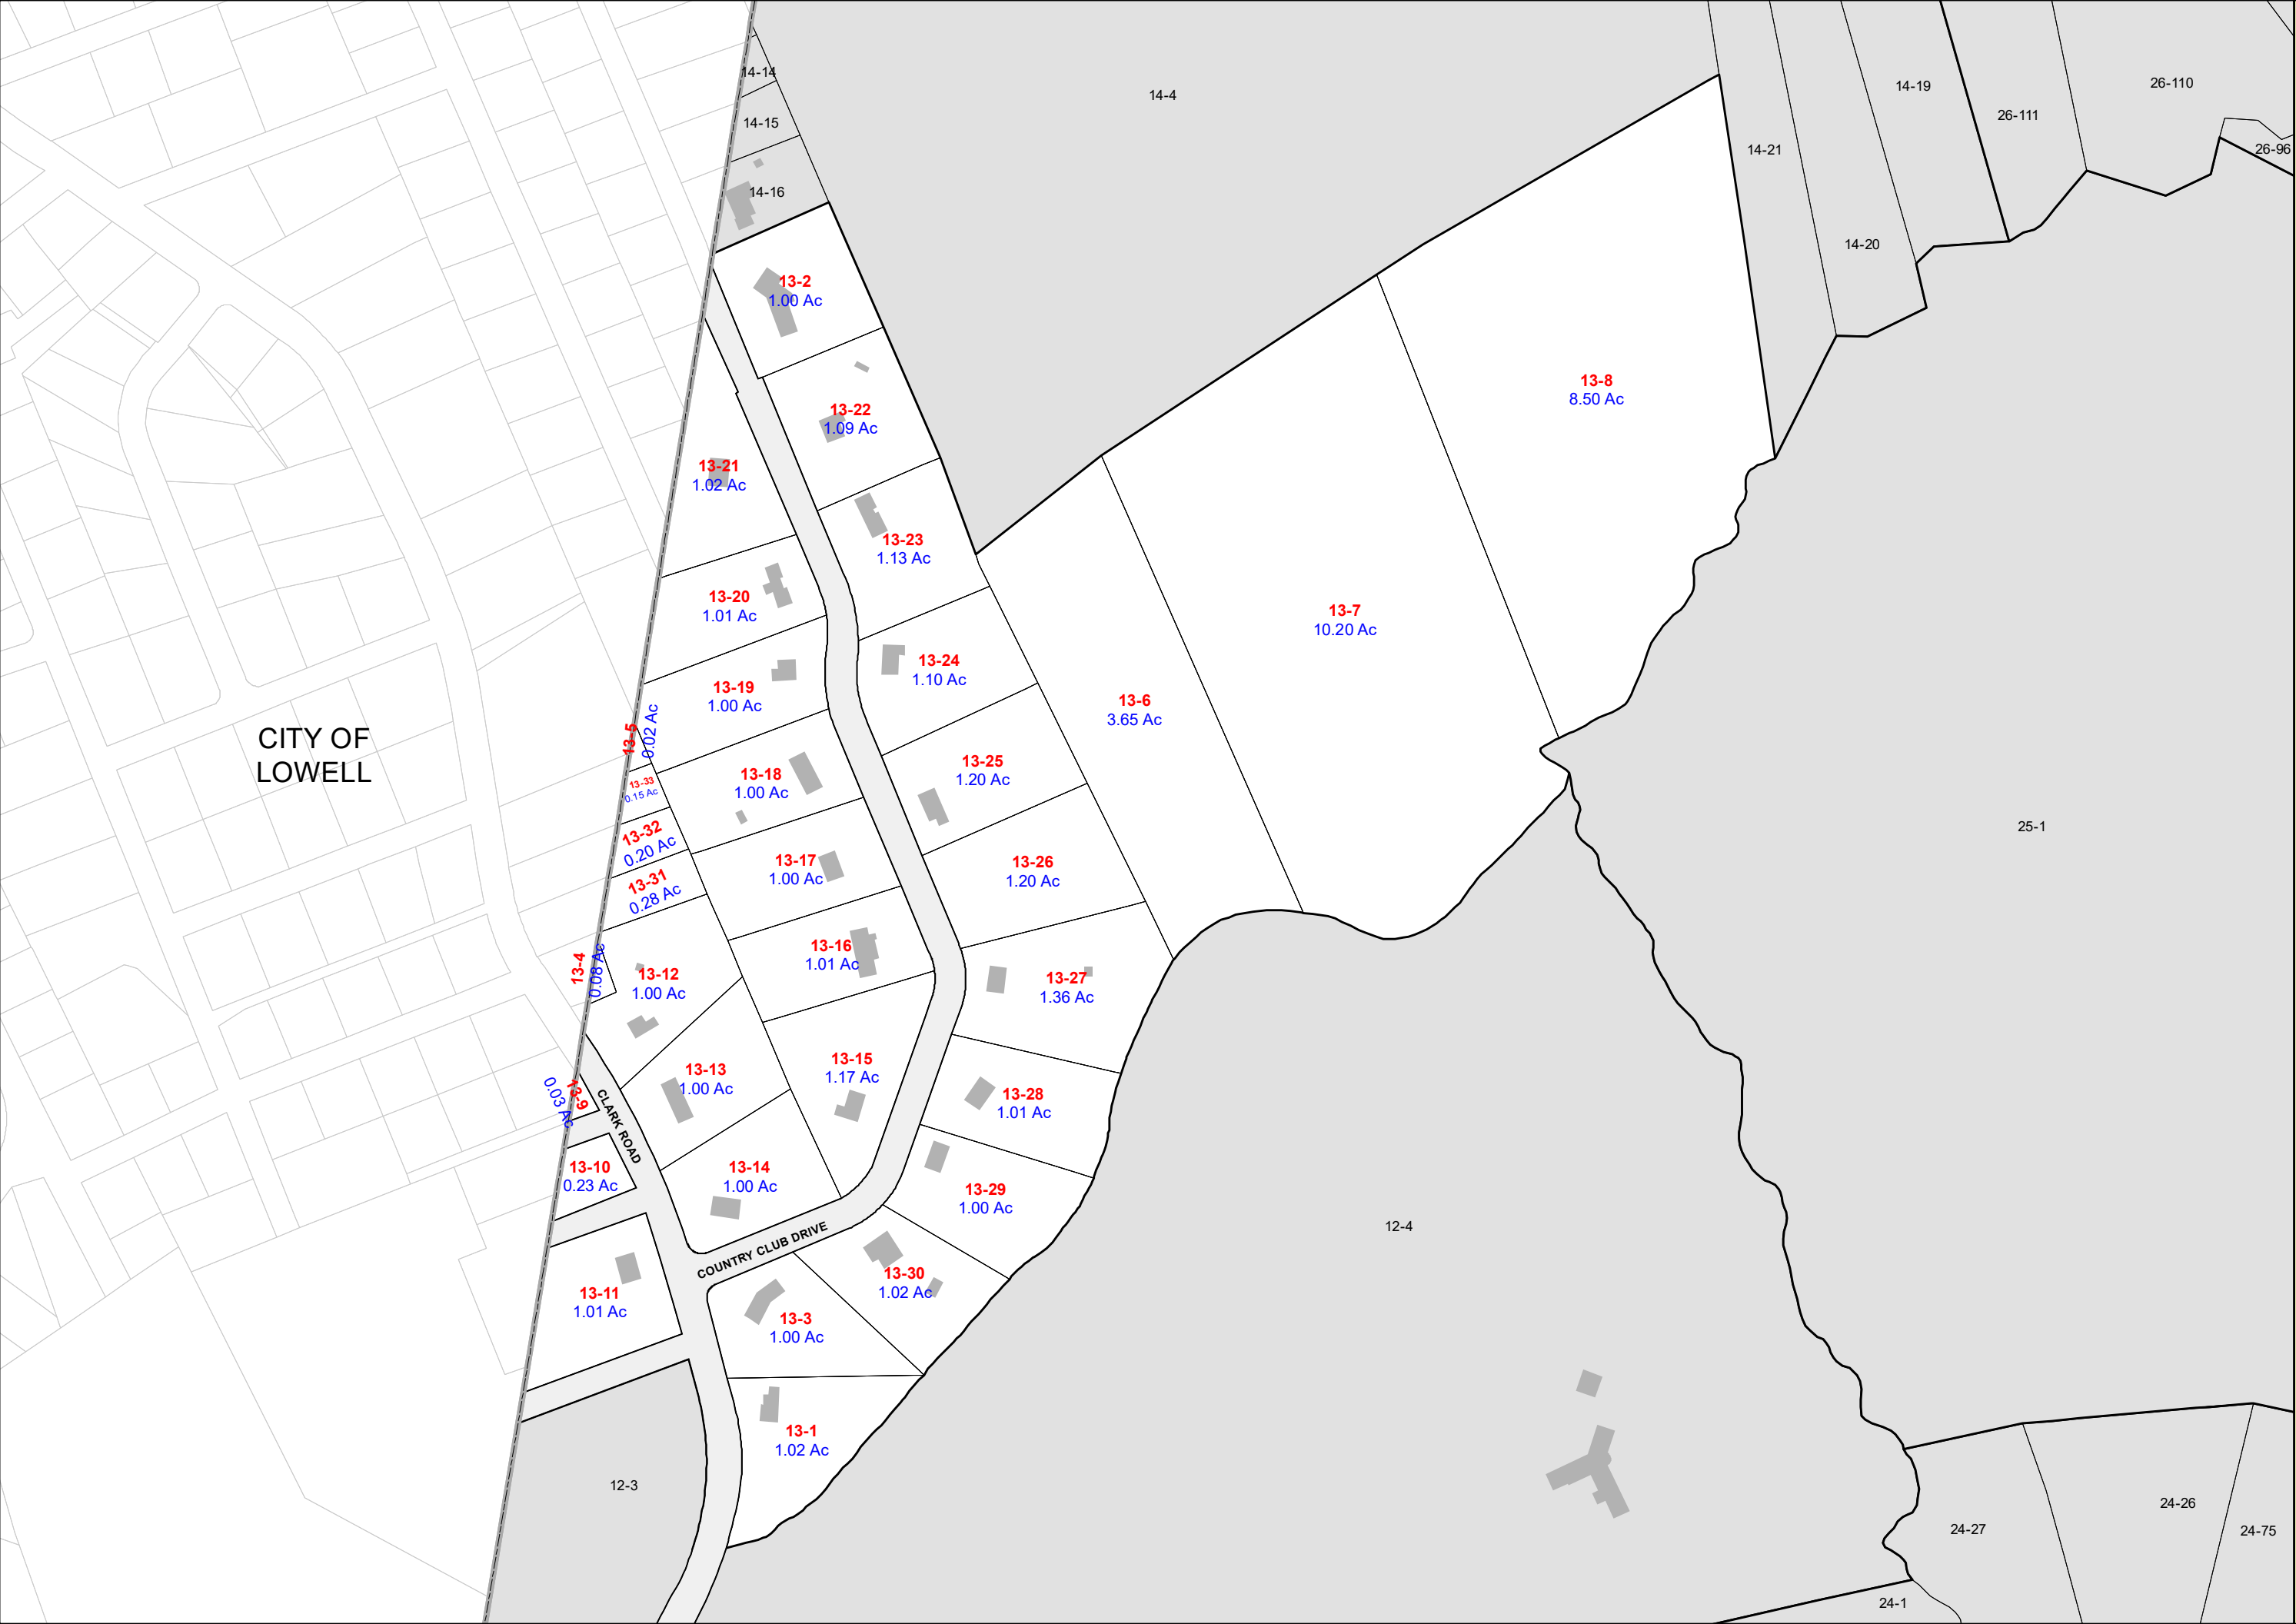 14-14
14-4
14-19
26-110
26-111
14-15
14-21
26-96
14-16
14-20
13-2
1.00 Ac
13-8
8.50 Ac
13-22
1.09 Ac
13-21
1.02 Ac
13-23
1.13 Ac
13-20
1.01 Ac
13-7
10.20 Ac
13-24
1.10 Ac
13-19
1.00 Ac
13-6
3.65 Ac
13-5
0.02 Ac
CITY OF
LOWELL
13-33
0.15 Ac
13-18
1.00 Ac
13-25
1.20 Ac
13-32
0.20 Ac
25-1
13-31
0.28 Ac
13-17
1.00 Ac
13-26
1.20 Ac
13-4
0.08 Ac
13-12
1.00 Ac
13-16
1.01 Ac
13-27
1.36 Ac
13-9
0.03 Ac
CLARK ROAD
13-13
1.00 Ac
13-15
1.17 Ac
13-28
1.01 Ac
13-10
0.23 Ac
13-14
1.00 Ac
13-29
1.00 Ac
12-4
COUNTRY CLUB DRIVE
13-11
1.01 Ac
13-30
1.02 Ac
13-3
1.00 Ac
13-1
1.02 Ac
12-3
24-27
24-26
24-75
24-1